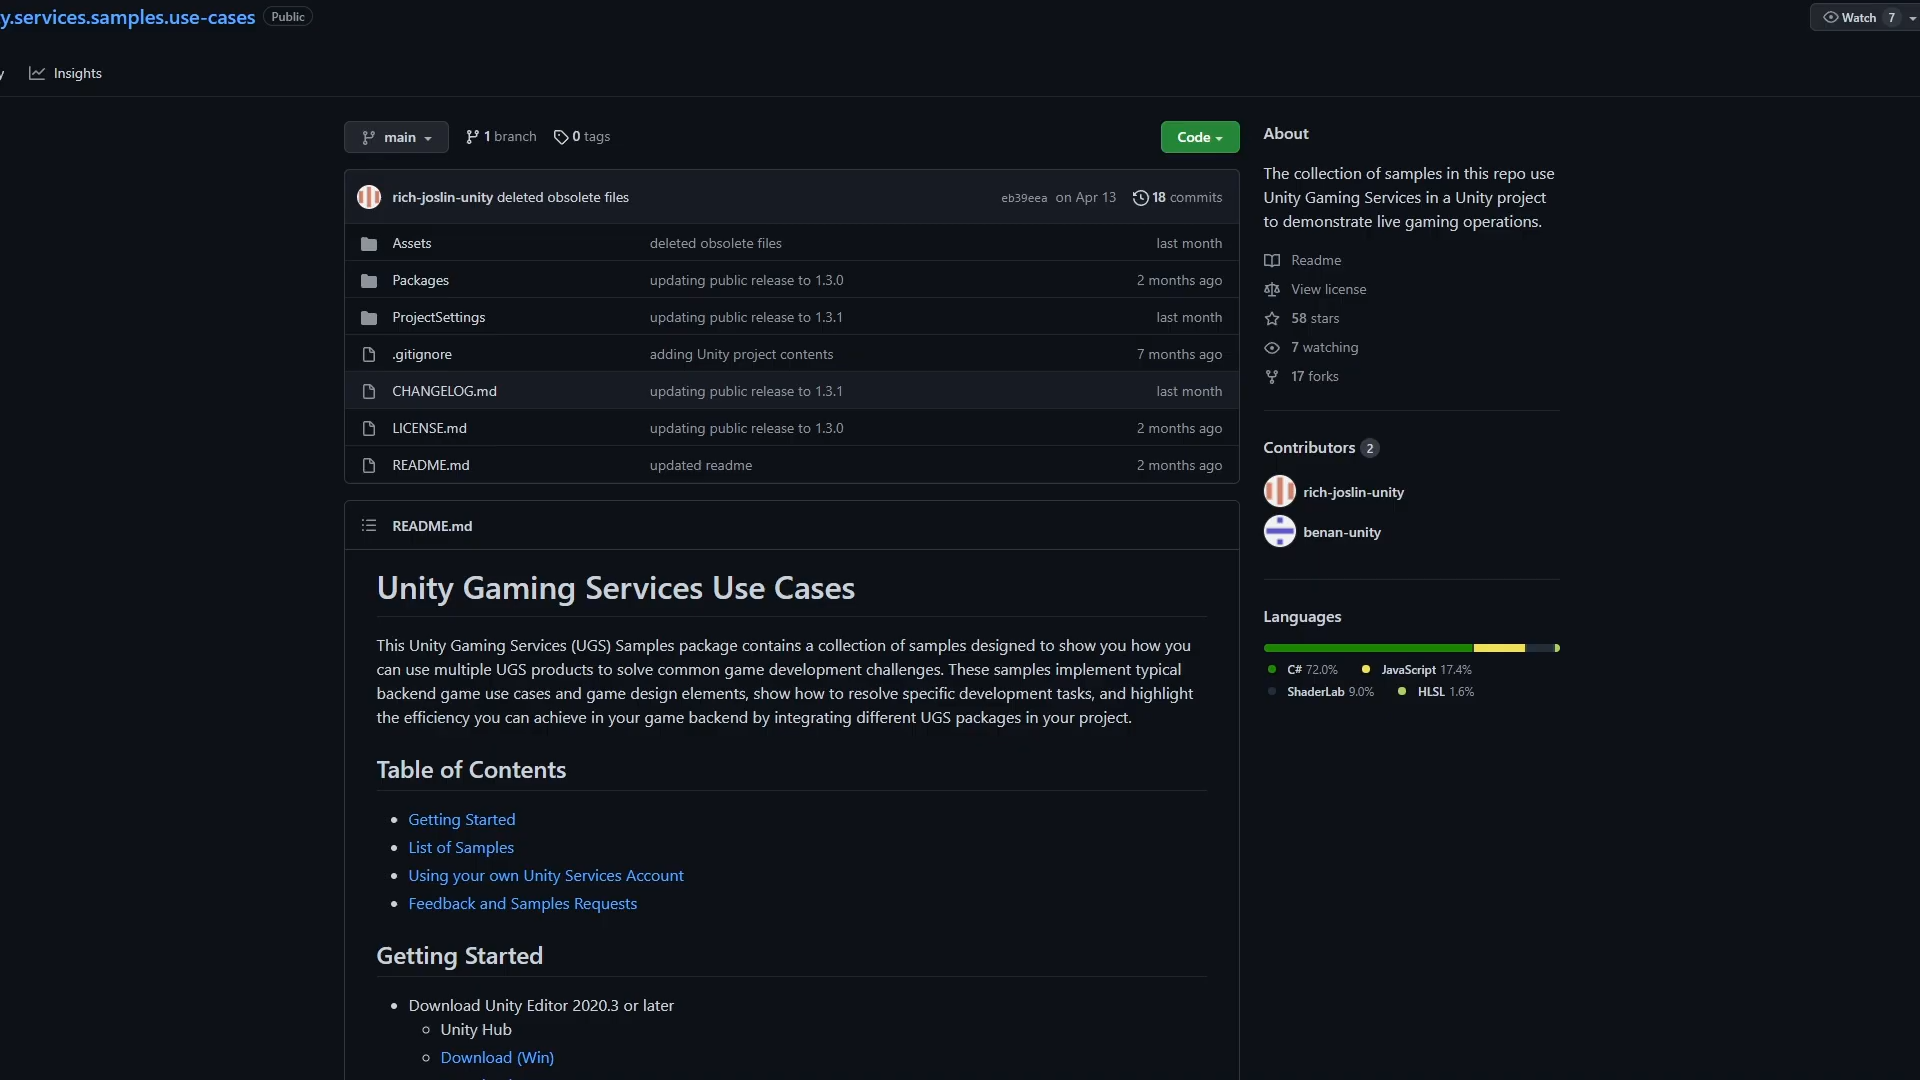 y.services.samples.use-cases Public
Watch 7
Insights
main 1 branch 0 tags
Code
rich-joslin-unity deleted obsolete files eb39eea on Apr 13 18 commits
Assets deleted obsolete files last month
Packages updating public release to 1.3.0 2 months ago
ProjectSettings updating public release to 1.3.1 last month
.gitignore adding Unity project contents 7 months ago
CHANGELOG.md updating public release to 1.3.1 last month
LICENSE.md updating public release to 1.3.0 2 months ago
README.md updated readme 2 months ago
README.md
Unity Gaming Services Use Cases
This Unity Gaming Services (UGS) Samples package contains a collection of samples designed to show you how you
can use multiple UGS products to solve common game development challenges. These samples implement typical
backend game use cases and game design elements, show how to resolve specific development tasks, and highlight
the efficiency you can achieve in your game backend by integrating different UGS packages in your project.
Table of Contents
Getting Started
List of Samples
Using your own Unity Services Account
Feedback and Samples Requests
Getting Started
Download Unity Editor 2020.3 or later
Unity Hub
Download (Win)
About
The collection of samples in this repo use
Unity Gaming Services in a Unity project
to demonstrate live gaming operations.
Readme
View license
58 stars
7 watching
17 forks
Contributors 2
rich-joslin-unity
benan-unity
Languages
C# 72.0% JavaScript 17.4%
ShaderLab 9.0% HLSL 1.6%